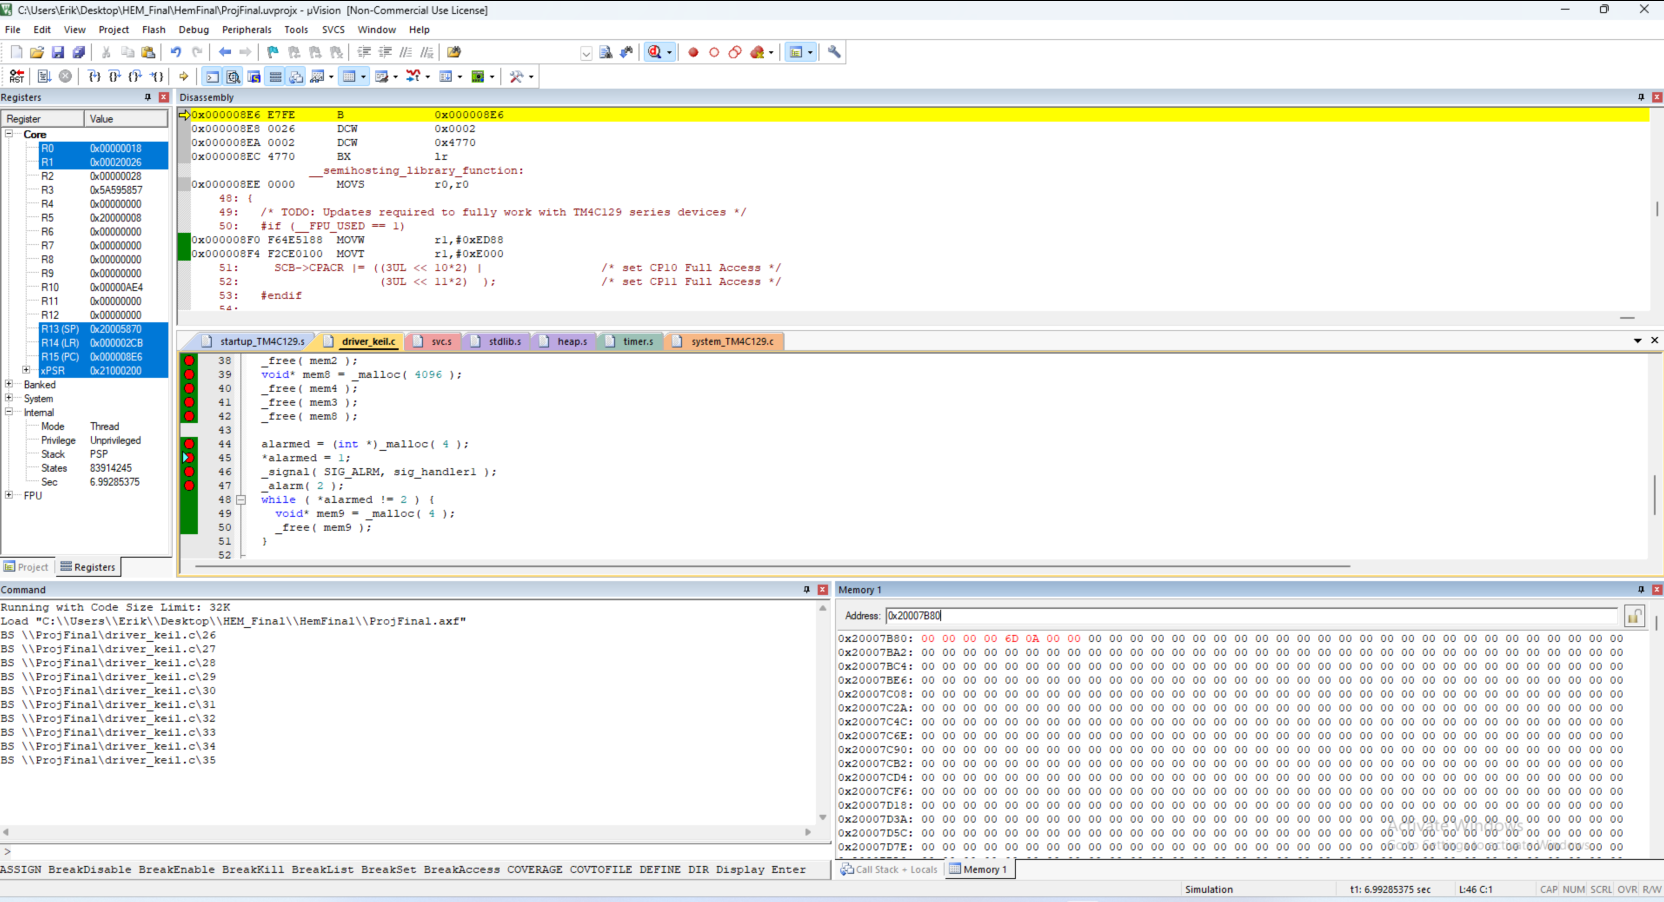 C:\Users\Erik\Desktop\HEM_Final\HemFinal\ProjFinal.uvprojx - µVision  [Non-Commercial Use License]
File Edit View Project Flash Debug Peripherals Tools SVCS Window Help
RST
Registers
Register Value
Core
R0 0x00000018
R1 0x00020026
R2 0x00000028
R3 0x5A595857
R4 0x00000000
R5 0x20000008
R6 0x00000000
R7 0x00000000
R8 0x00000000
R9 0x00000000
R10 0x00000AE4
R11 0x00000000
R12 0x00000000
R13 (SP) 0x20005870
R14 (LR) 0x000002CB
R15 (PC) 0x000008E6
xPSR 0x21000200
Banked
System
Internal
Mode Thread
Privilege Unprivileged
Stack PSP
States 83914245
Sec 6.99285375
FPU
Project Registers
Disassembly
0x000008E6 E7FE B 0x000008E6
0x000008E8 0026 DCW 0x0002
0x000008EA 0002 DCW 0x4770
0x000008EC 4770 BX lr
__semihosting_library_function:
0x000008EE 0000 MOVS r0,r0
48: {
49: /* TODO: Updates required to fully work with TM4C129 series devices */
50: #if (__FPU_USED == 1)
0x000008F0 F64E5188 MOVW r1,#0xED88
0x000008F4 F2CE0100 MOVT r1,#0xE000
51: SCB->CPACR |= ((3UL << 10*2) | /* set CP10 Full Access */
52: (3UL << 11*2) ); /* set CP11 Full Access */
53: #endif
54:
startup_TM4C129.s driver_keil.c svc.s stdlib.s heap.s timer.s system_TM4C129.c
38 _free( mem2 );
39 void* mem8 = _malloc( 4096 );
40 _free( mem4 );
41 _free( mem3 );
42 _free( mem8 );
43
44 alarmed = (int *)_malloc( 4 );
45 *alarmed = 1;
46 _signal( SIG_ALRM, sig_handler1 );
47 _alarm( 2 );
48 while ( *alarmed != 2 ) {
49 void* mem9 = _malloc( 4 );
50 _free( mem9 );
51 }
52
Command
Running with Code Size Limit: 32K
Load "C:\\Users\\Erik\\Desktop\\HEM_Final\\HemFinal\\ProjFinal.axf"
BS \\ProjFinal\driver_keil.c\26
BS \\ProjFinal\driver_keil.c\27
BS \\ProjFinal\driver_keil.c\28
BS \\ProjFinal\driver_keil.c\29
BS \\ProjFinal\driver_keil.c\30
BS \\ProjFinal\driver_keil.c\31
BS \\ProjFinal\driver_keil.c\32
BS \\ProjFinal\driver_keil.c\33
BS \\ProjFinal\driver_keil.c\34
BS \\ProjFinal\driver_keil.c\35
>
ASSIGN BreakDisable BreakEnable BreakKill BreakList BreakSet BreakAccess COVERAGE COVTOFILE DEFINE DIR Display Enter
Memory 1
Address: 0x20007B80
0x20007B80: 00 00 00 00 6D 0A 00 00 00 00 00 00 00 00 00 00 00 00 00 00 00 00 00 00 00 00 00 00 00 00 00 00 00 00
0x20007BA2: 00 00 00 00 00 00 00 00 00 00 00 00 00 00 00 00 00 00 00 00 00 00 00 00 00 00 00 00 00 00 00 00 00 00
0x20007BC4: 00 00 00 00 00 00 00 00 00 00 00 00 00 00 00 00 00 00 00 00 00 00 00 00 00 00 00 00 00 00 00 00 00 00
0x20007BE6: 00 00 00 00 00 00 00 00 00 00 00 00 00 00 00 00 00 00 00 00 00 00 00 00 00 00 00 00 00 00 00 00 00 00
0x20007C08: 00 00 00 00 00 00 00 00 00 00 00 00 00 00 00 00 00 00 00 00 00 00 00 00 00 00 00 00 00 00 00 00 00 00
0x20007C2A: 00 00 00 00 00 00 00 00 00 00 00 00 00 00 00 00 00 00 00 00 00 00 00 00 00 00 00 00 00 00 00 00 00 00
0x20007C4C: 00 00 00 00 00 00 00 00 00 00 00 00 00 00 00 00 00 00 00 00 00 00 00 00 00 00 00 00 00 00 00 00 00 00
0x20007C6E: 00 00 00 00 00 00 00 00 00 00 00 00 00 00 00 00 00 00 00 00 00 00 00 00 00 00 00 00 00 00 00 00 00 00
0x20007C90: 00 00 00 00 00 00 00 00 00 00 00 00 00 00 00 00 00 00 00 00 00 00 00 00 00 00 00 00 00 00 00 00 00 00
0x20007CB2: 00 00 00 00 00 00 00 00 00 00 00 00 00 00 00 00 00 00 00 00 00 00 00 00 00 00 00 00 00 00 00 00 00 00
0x20007CD4: 00 00 00 00 00 00 00 00 00 00 00 00 00 00 00 00 00 00 00 00 00 00 00 00 00 00 00 00 00 00 00 00 00 00
0x20007CF6: 00 00 00 00 00 00 00 00 00 00 00 00 00 00 00 00 00 00 00 00 00 00 00 00 00 00 00 00 00 00 00 00 00 00
0x20007D18: 00 00 00 00 00 00 00 00 00 00 00 00 00 00 00 00 00 00 00 00 00 00 00 00 00 00 00 00 00 00 00 00 00 00
0x20007D3A: 00 00 00 00 00 00 00 00 00 00 00 00 00 00 00 00 00 00 00 00 00 00 00 00 00 00 00 00 00 00 00 00 00 00
0x20007D5C: 00 00 00 00 00 00 00 00 00 00 00 00 00 00 00 00 00 00 00 00 00 00 00 00 00 00 00 00 00 00 00 00 00 00
0x20007D7E: 00 00 00 00 00 00 00 00 00 00 00 00 00 00 00 00 00 00 00 00 00 00 00 00 00 00 00 00 00 00 00 00 00 00
Activate Windows
Go to Settings to activate Windows.
Call Stack + Locals Memory 1
Simulation t1: 6.99285375 sec L:46 C:1 CAP NUM SCRL OVR R/W